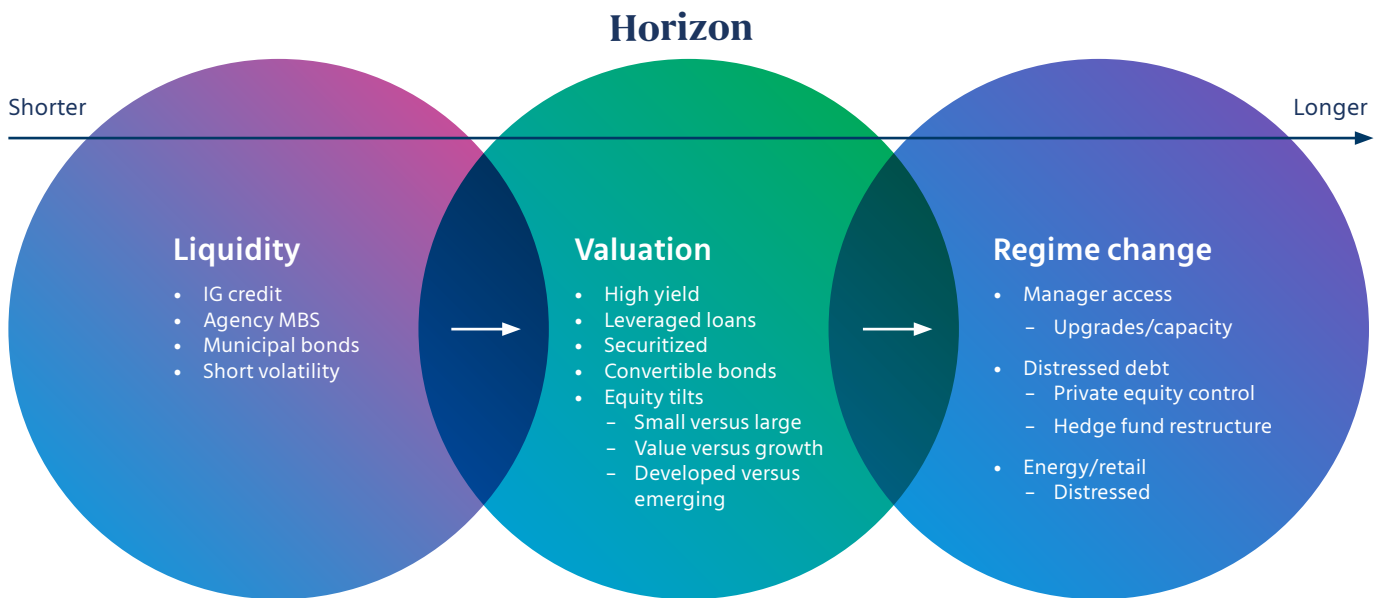 Horizon
Shorter
Longer
Liquidity
• IG credit
• Agency MBS
• Municipal bonds
• Short volatility
Valuation
• High yield
• Leveraged loans
• Securitized
• Convertible bonds
• Equity tilts
– Small versus large
– Value versus growth
– Developed versus
emerging
Regime change
• Manager access
– Upgrades/capacity
• Distressed debt
– Private equity control
– Hedge fund restructure
• Energy/retail
– Distressed